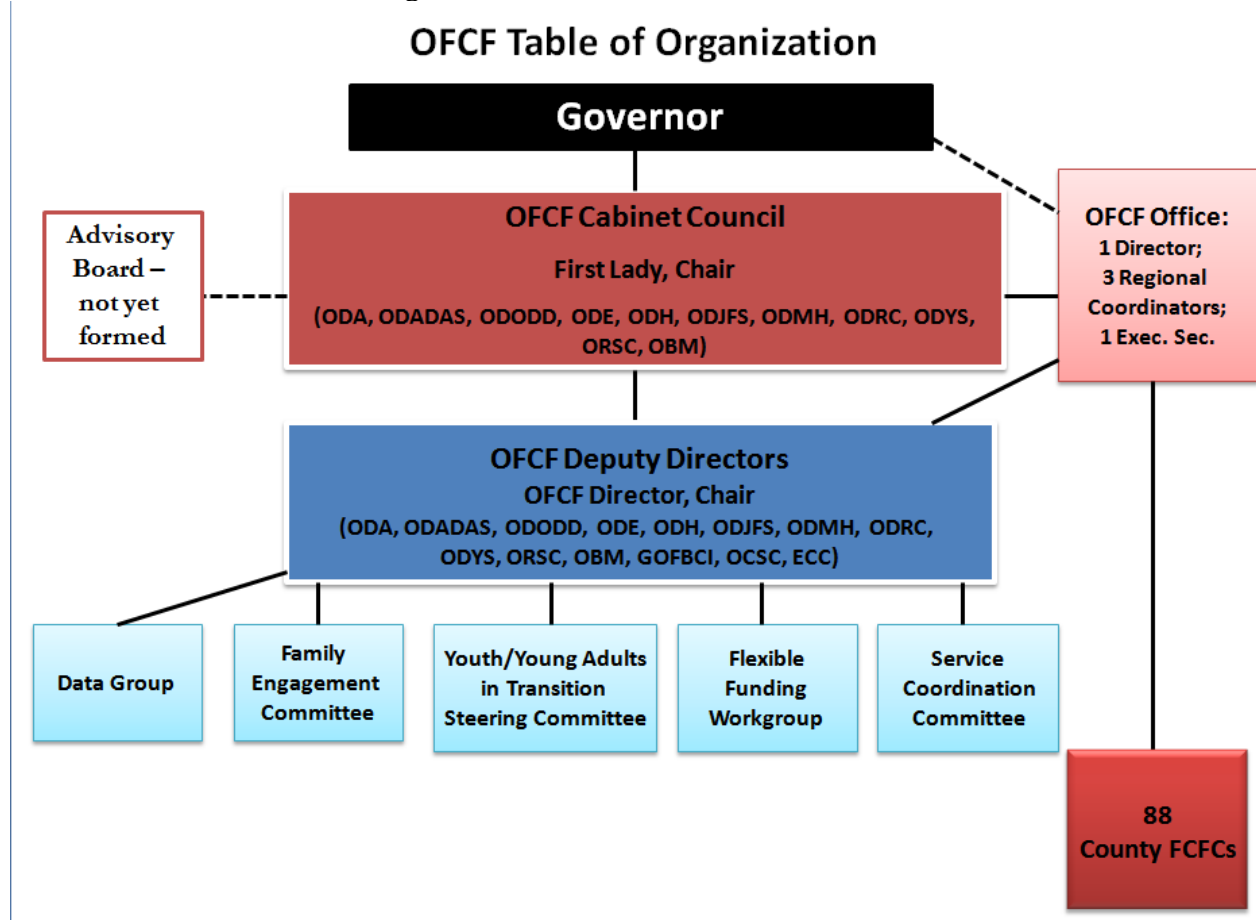 OFCF Table of Organization
Governor
OFCF Cabinet Council
First Lady, Chair
(ODA, ODADAS, ODODD, ODE, ODH, ODJFS, ODMH, ODRC, ODYS,
ORSC, OBM)
Advisory
Board –
not yet
formed
OFCF Office:
1 Director;
3 Regional
Coordinators;
1 Exec. Sec.
OFCF Deputy Directors
OFCF Director, Chair
(ODA, ODADAS, ODODD, ODE, ODH, ODJFS, ODMH, ODRC,
ODYS, ORSC, OBM, GOFBCI, OCSC, ECC)
Data Group
Family
Engagement
Committee
Youth/Young Adults
in Transition
Steering Committee
Flexible
Funding
Workgroup
Service
Coordination
Committee
88
County FCFCs